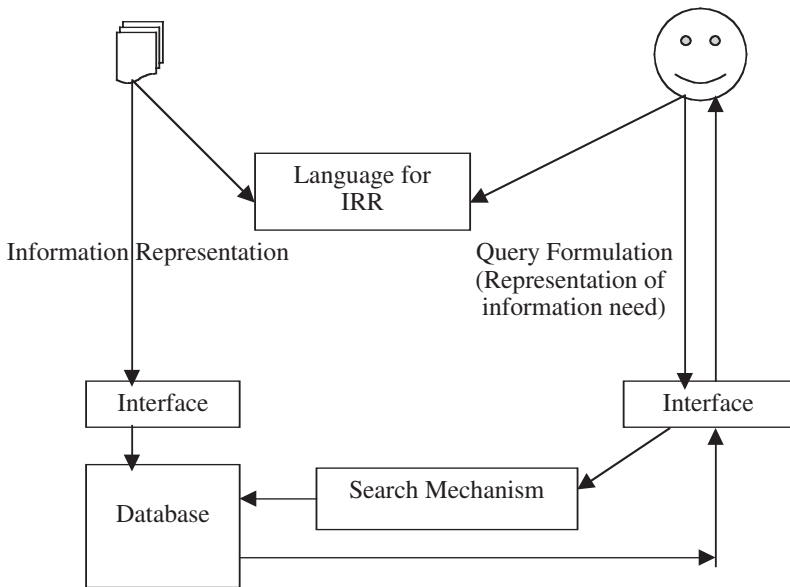 Language for
IRR
Information Representation
Query Formulation
(Representation of
information need)
Interface
Interface
Search Mechanism
Database